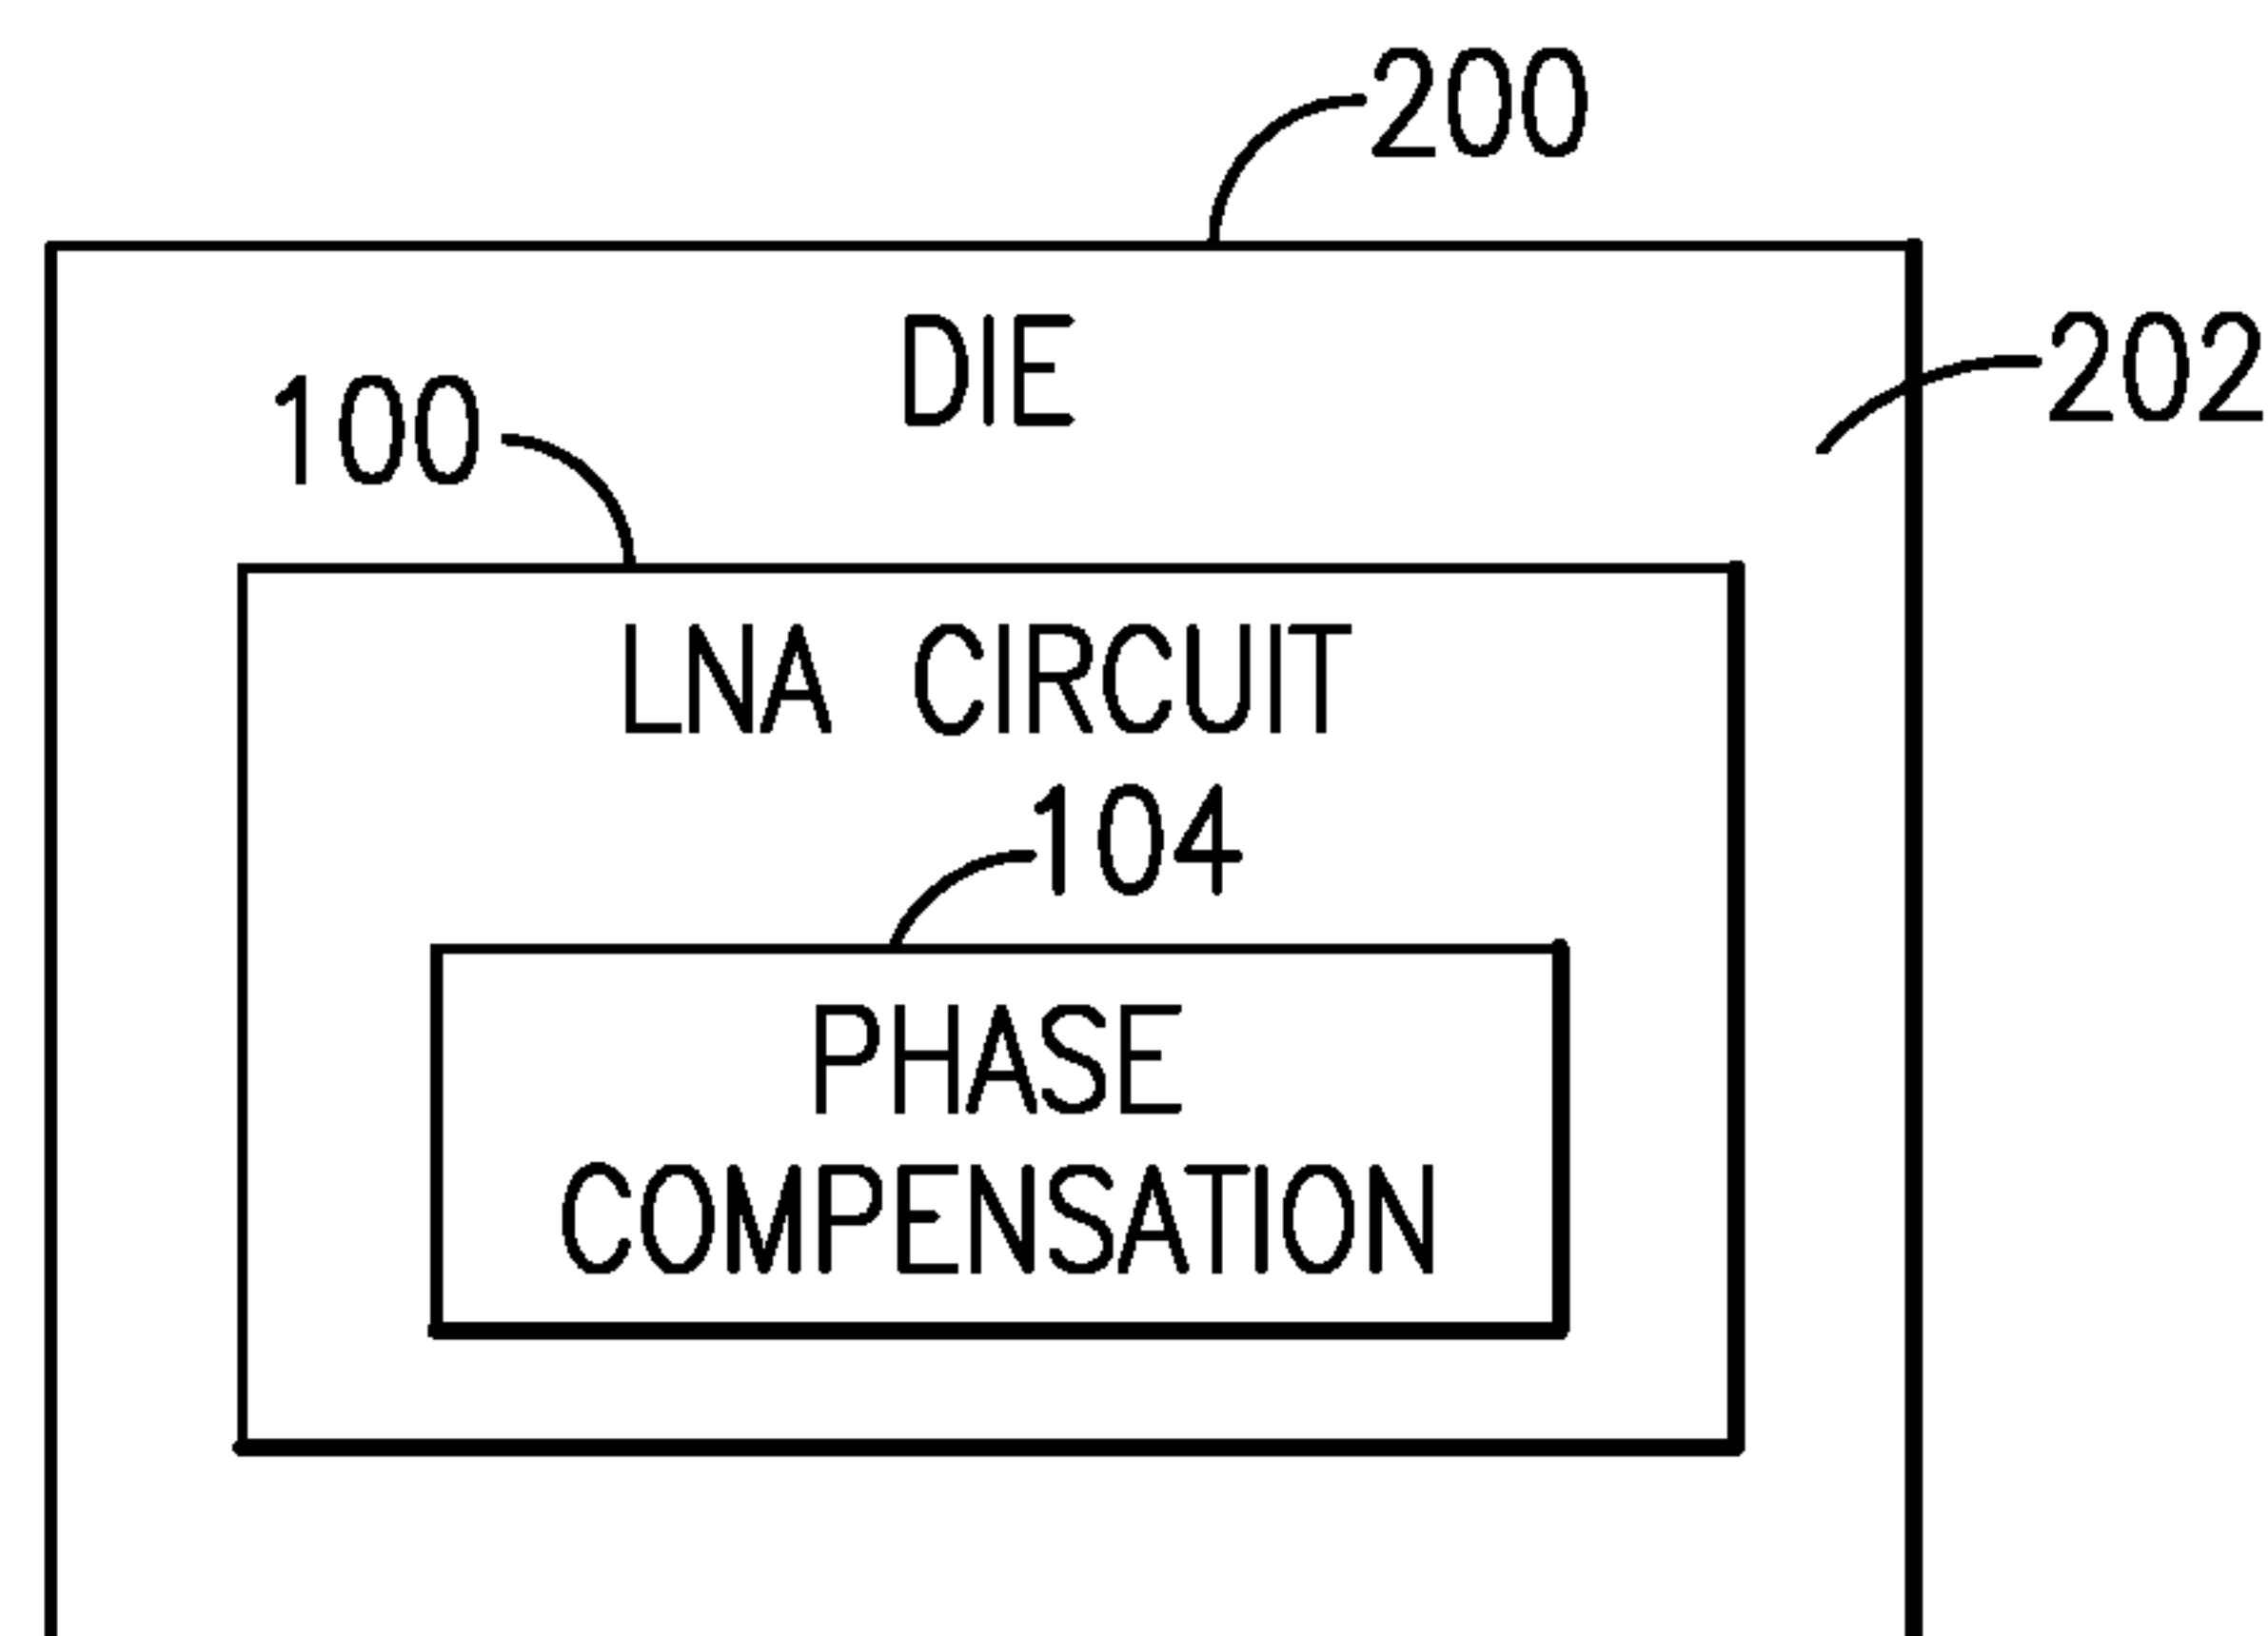 200
DIE
202
100
LNA CIRCUIT
104
PHASE
COMPENSATION